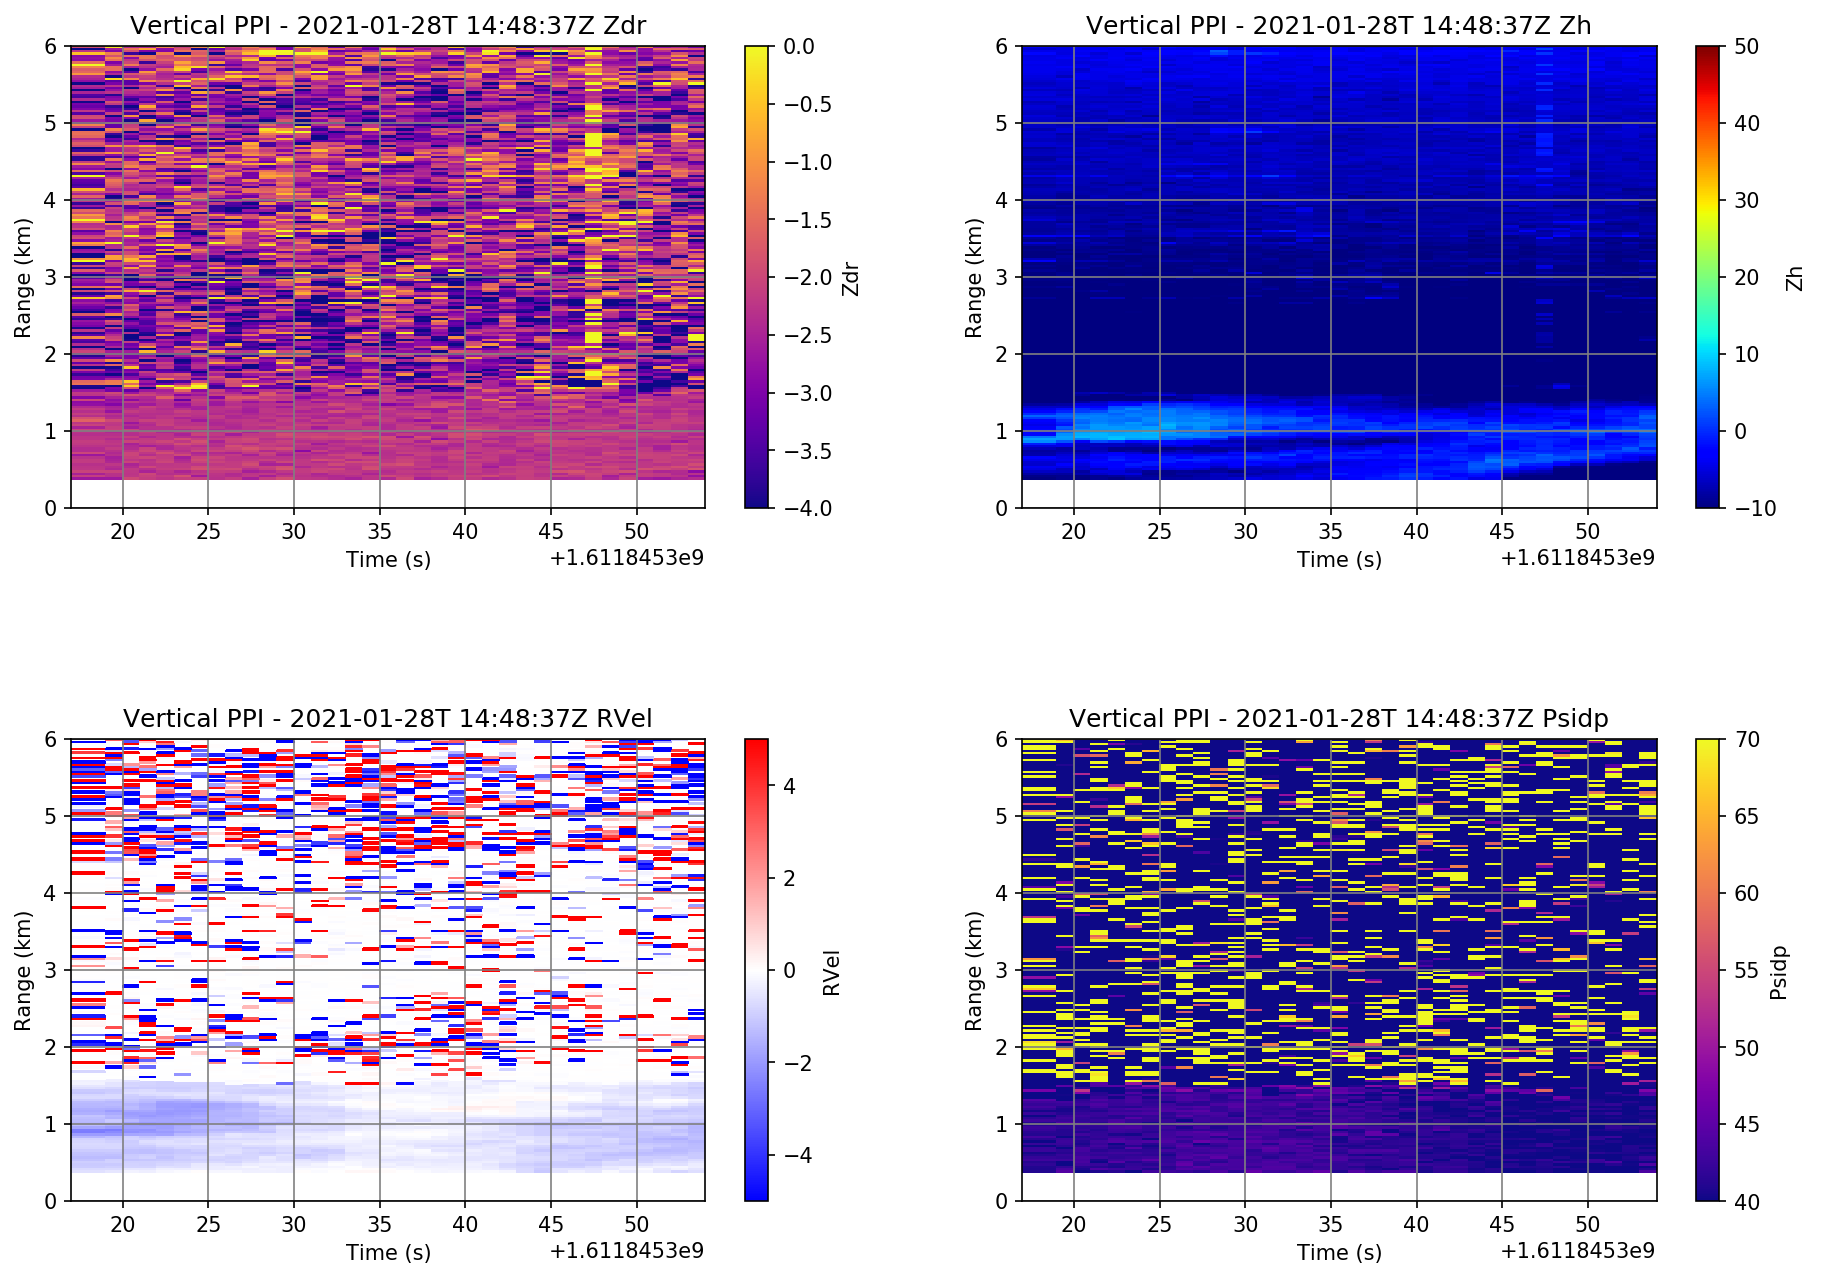 Vertical PPI - 2021-01-28T 14:48:37Z Zdr
6
5
4
3
2
1
0
Range (km)
20 25 30 35 40 45 50
Time (s)
+1.6118453e9
0.0
−0.5
−1.0
−1.5
−2.0
−2.5
−3.0
−3.5
−4.0
Zdr
Vertical PPI - 2021-01-28T 14:48:37Z Zh
6
5
4
3
2
1
0
Range (km)
20 25 30 35 40 45 50
Time (s)
+1.6118453e9
50
40
30
20
10
0
−10
Zh
Vertical PPI - 2021-01-28T 14:48:37Z RVel
6
5
4
3
2
1
0
Range (km)
20 25 30 35 40 45 50
Time (s)
+1.6118453e9
4
2
0
−2
−4
RVel
Vertical PPI - 2021-01-28T 14:48:37Z Psidp
6
5
4
3
2
1
0
Range (km)
20 25 30 35 40 45 50
Time (s)
+1.6118453e9
70
65
60
55
50
45
40
Psidp